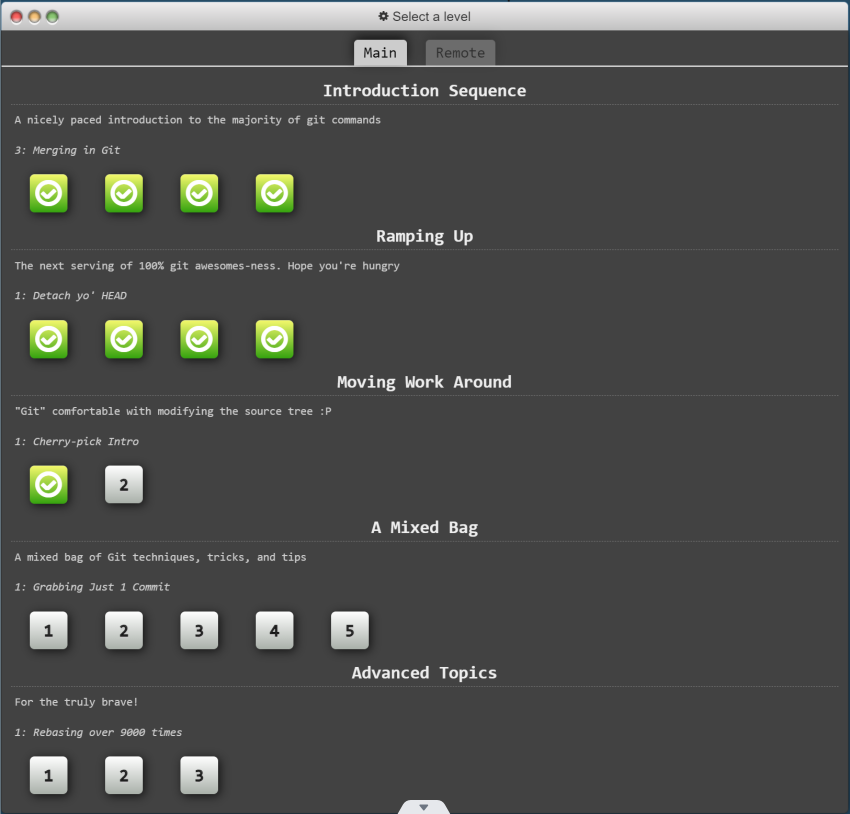 Select a level
Main Remote
Introduction Sequence
A nicely paced introduction to the majority of git commands
3: Merging in Git
Ramping Up
The next serving of 100% git awesomes-ness. Hope you're hungry
1: Detach yo' HEAD
Moving Work Around
"Git" comfortable with modifying the source tree :P
1: Cherry-pick Intro
2
A Mixed Bag
A mixed bag of Git techniques, tricks, and tips
1: Grabbing Just 1 Commit
1 2 3 4 5
Advanced Topics
For the truly brave!
1: Rebasing over 9000 times
1 2 3